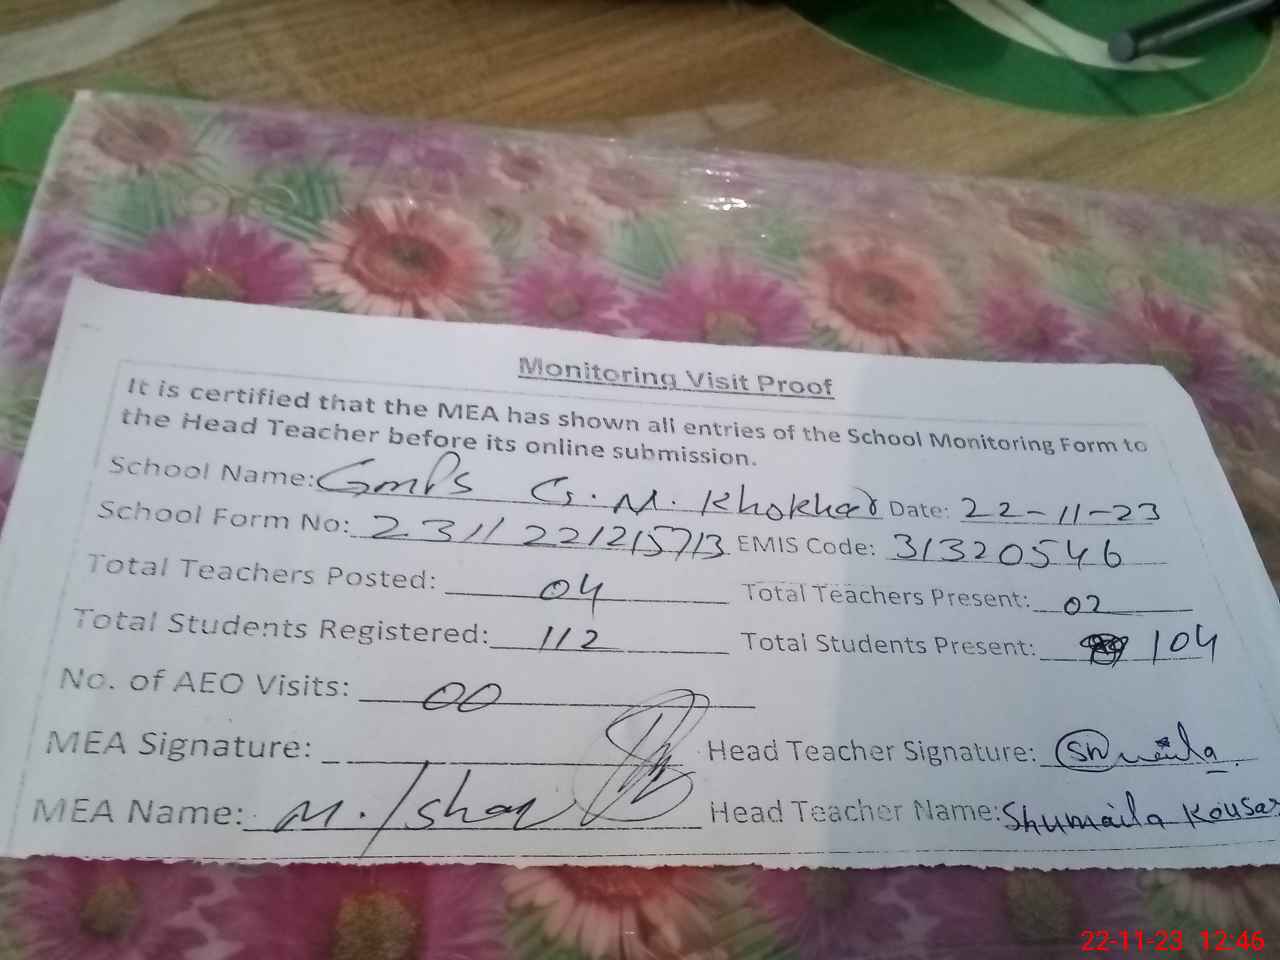 Monitoring Visit Proof
It is certified that the MEA has shown all entries of the School Monitoring Form to
the Head Teacher before its online submission.
School Name: GMPS G. M. Khokhar Date: 22-11-23
School Form No: 2311221215713 EMIS Code: 31320546
Total Teachers Posted: 04 Total Teachers Present: 02
Total Students Registered: 112 Total Students Present: 104
No. of AEO Visits: 00
MEA Signature: Head Teacher Signature: Shumaila
MEA Name: M. Ishaq Head Teacher Name: Shumaila Kousar
22-11-23 12:46